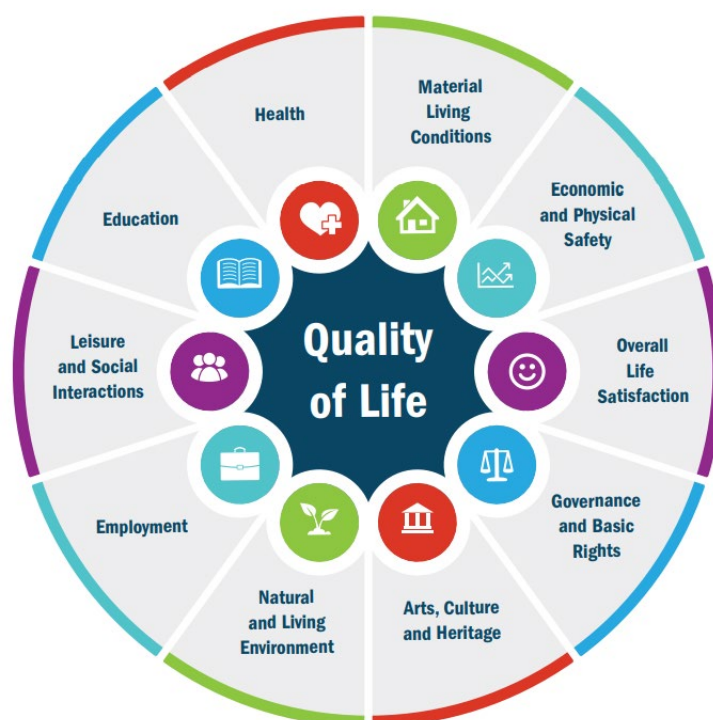 Quality
of Life
Health
Material
Living
Conditions
Economic
and Physical
Safety
Overall
Life
Satisfaction
Governance
and Basic
Rights
Arts, Culture
and Heritage
Natural
and Living
Environment
Employment
Leisure
and Social
Interactions
Education